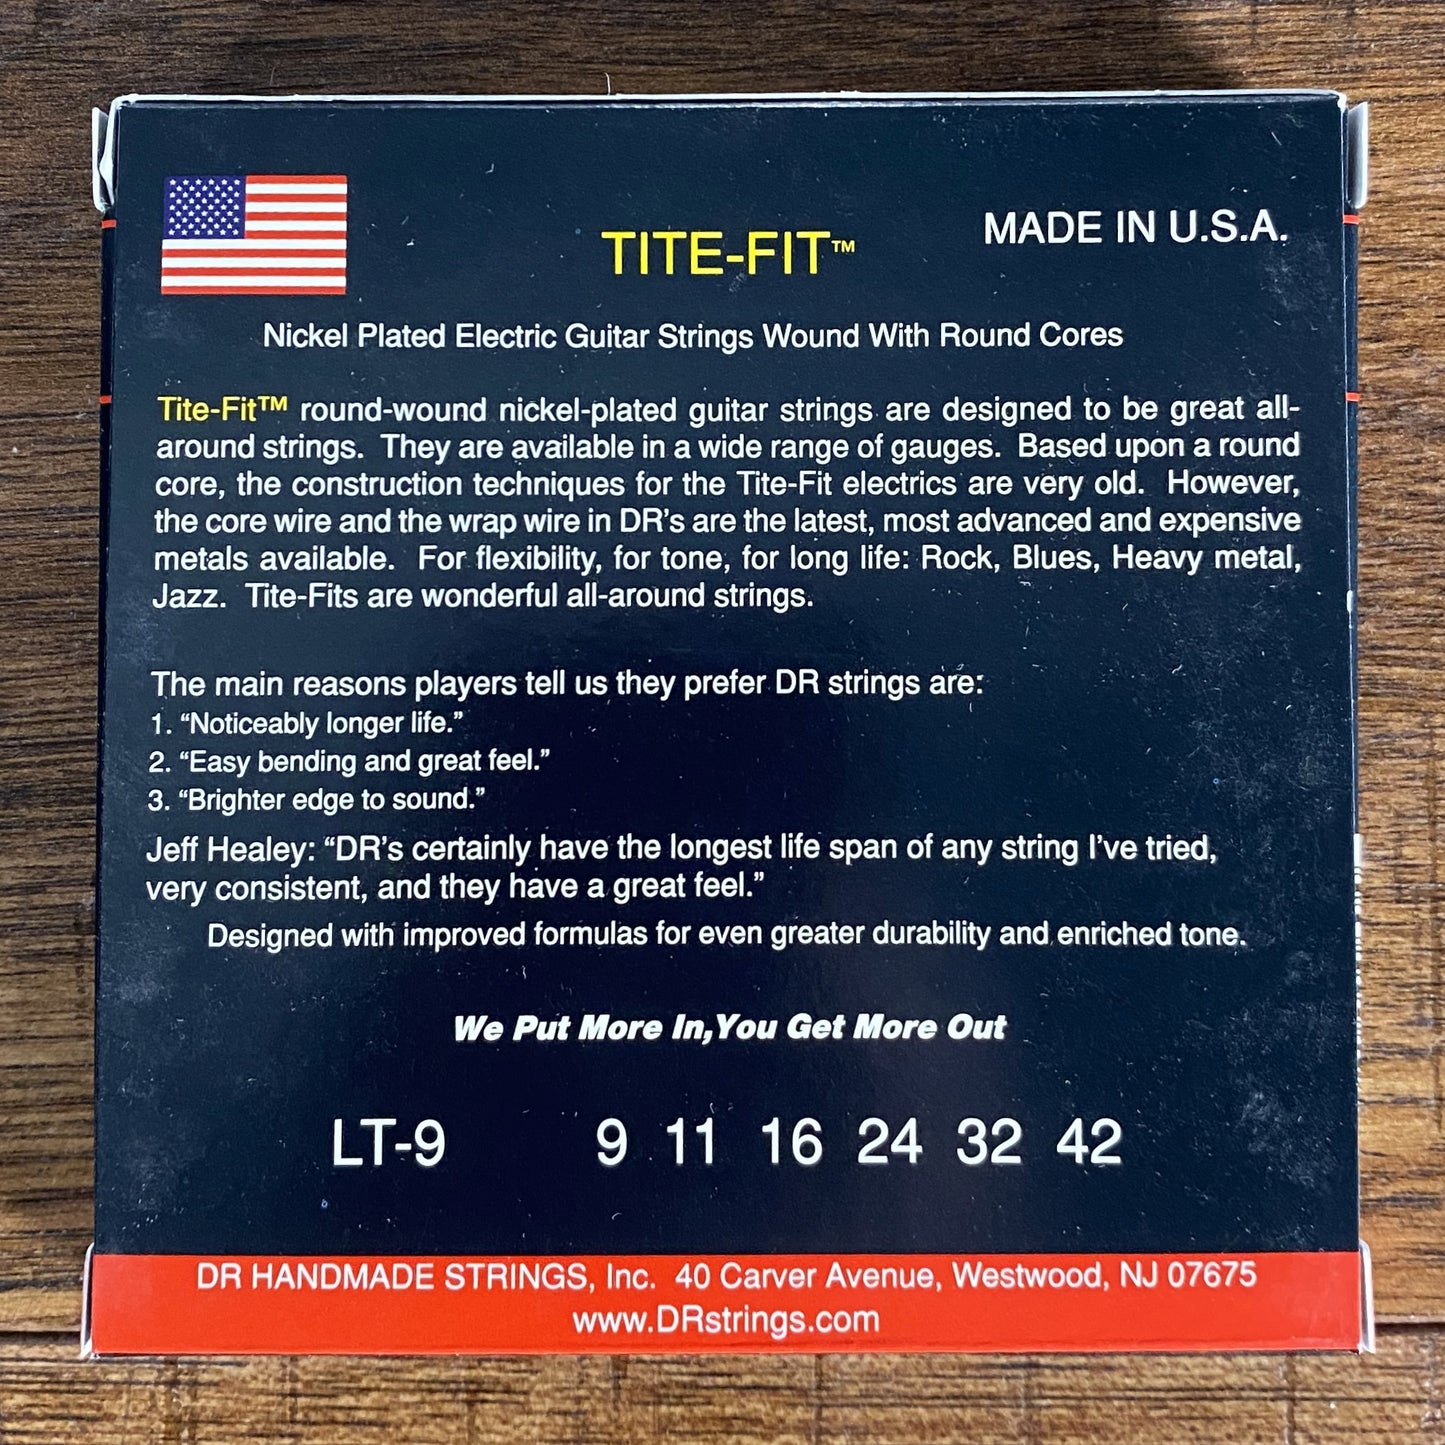 MADE IN U.S.A.
TITE-FIT™
Nickel Plated Electric Guitar Strings Wound With Round Cores
Tite-Fit™ round-wound nickel-plated guitar strings are designed to be great all-
around strings. They are available in a wide range of gauges. Based upon a round
core, the construction techniques for the Tite-Fit electrics are very old. However,
the core wire and the wrap wire in DR's are the latest, most advanced and expensive
metals available. For flexibility, for tone, for long life: Rock, Blues, Heavy metal,
Jazz. Tite-Fits are wonderful all-around strings.
The main reasons players tell us they prefer DR strings are:
1. “Noticeably longer life.”
2. “Easy bending and great feel.”
3. “Brighter edge to sound.”
Jeff Healey: “DR's certainly have the longest life span of any string I've tried,
very consistent, and they have a great feel.”
Designed with improved formulas for even greater durability and enriched tone.
We Put More In,You Get More Out
LT-9 9 11 16 24 32 42
DR HANDMADE STRINGS, Inc. 40 Carver Avenue, Westwood, NJ 07675
www.DRstrings.com